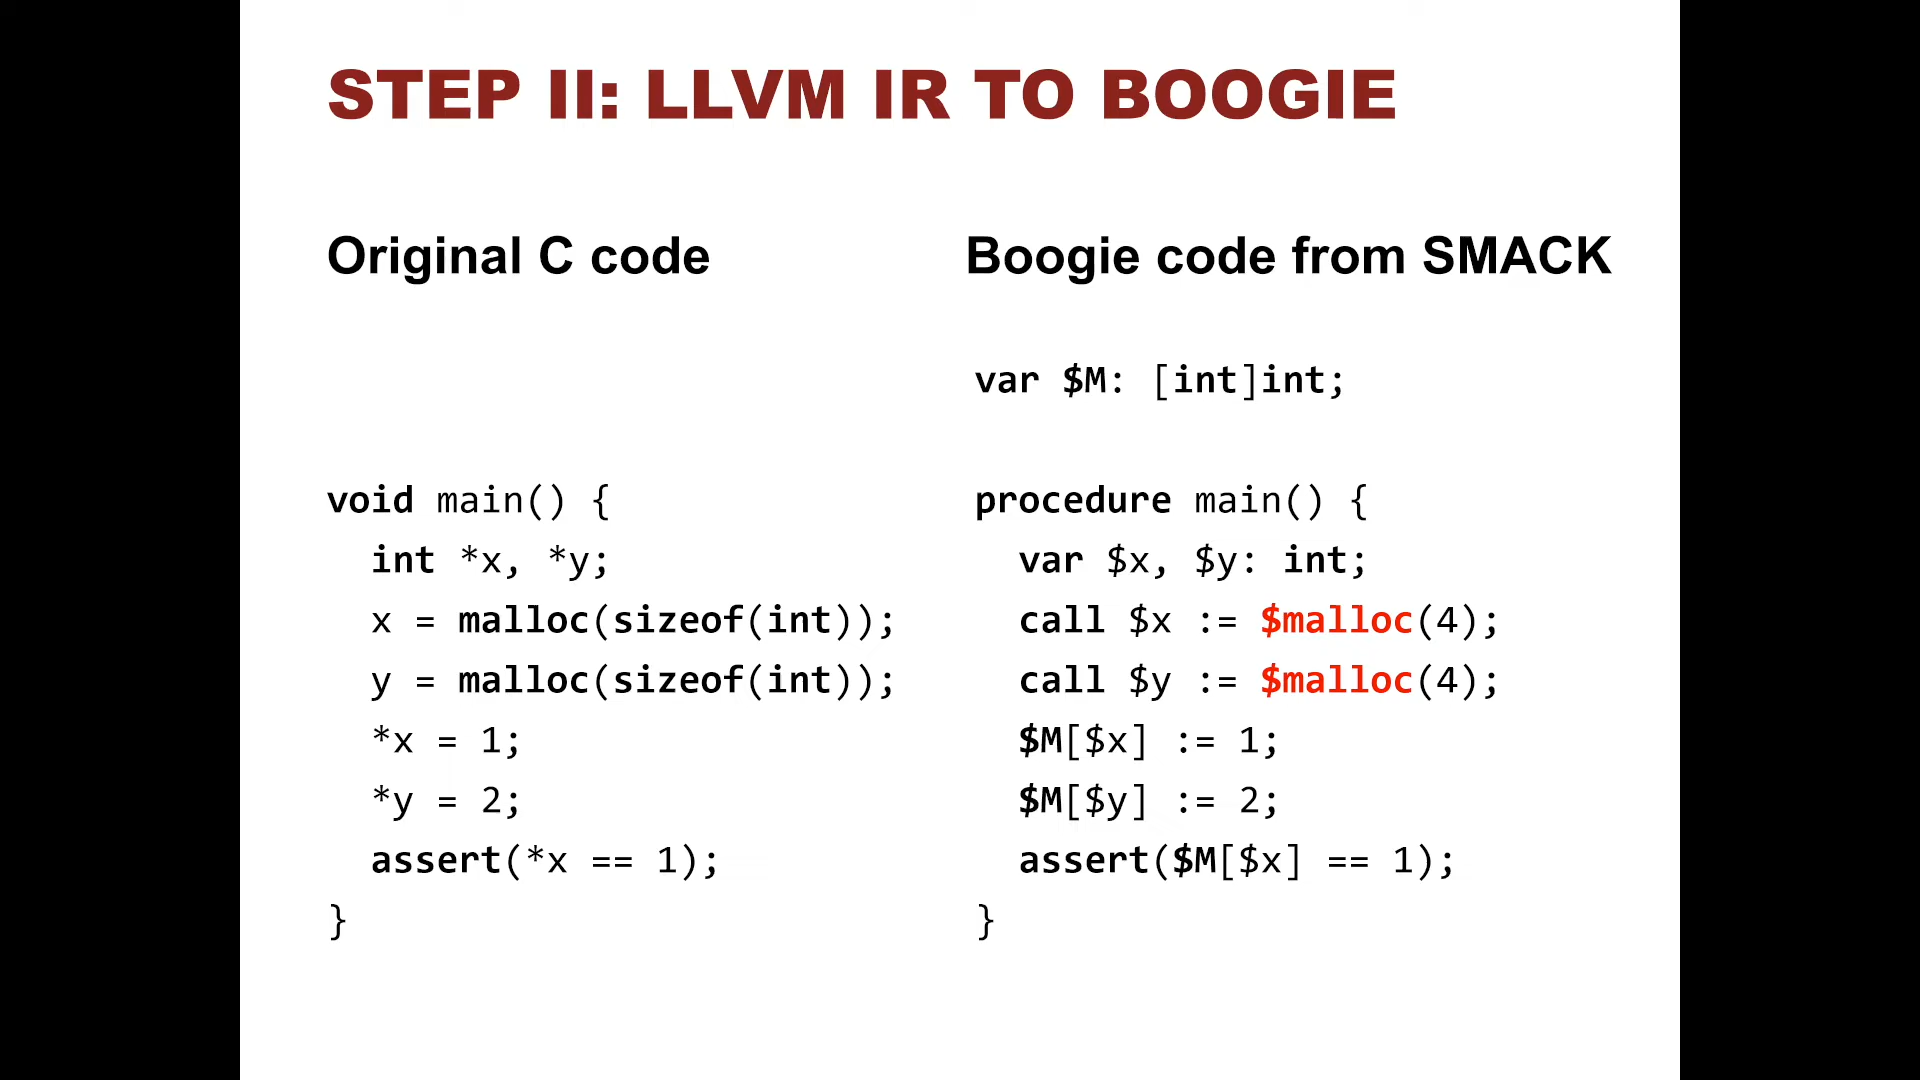 STEP II: LLVM IR TO BOOGIE
Original C code
void main() {
int *x, *y;
x = malloc(sizeof(int));
y = malloc(sizeof(int));
*x = 1;
*y = 2;
assert(*x == 1);
}
Boogie code from SMACK
var $M: [int]int;
procedure main() {
var $x, $y: int;
call $x := $malloc(4);
call $y := $malloc(4);
$M[$x] := 1;
$M[$y] := 2;
assert($M[$x] == 1);
}